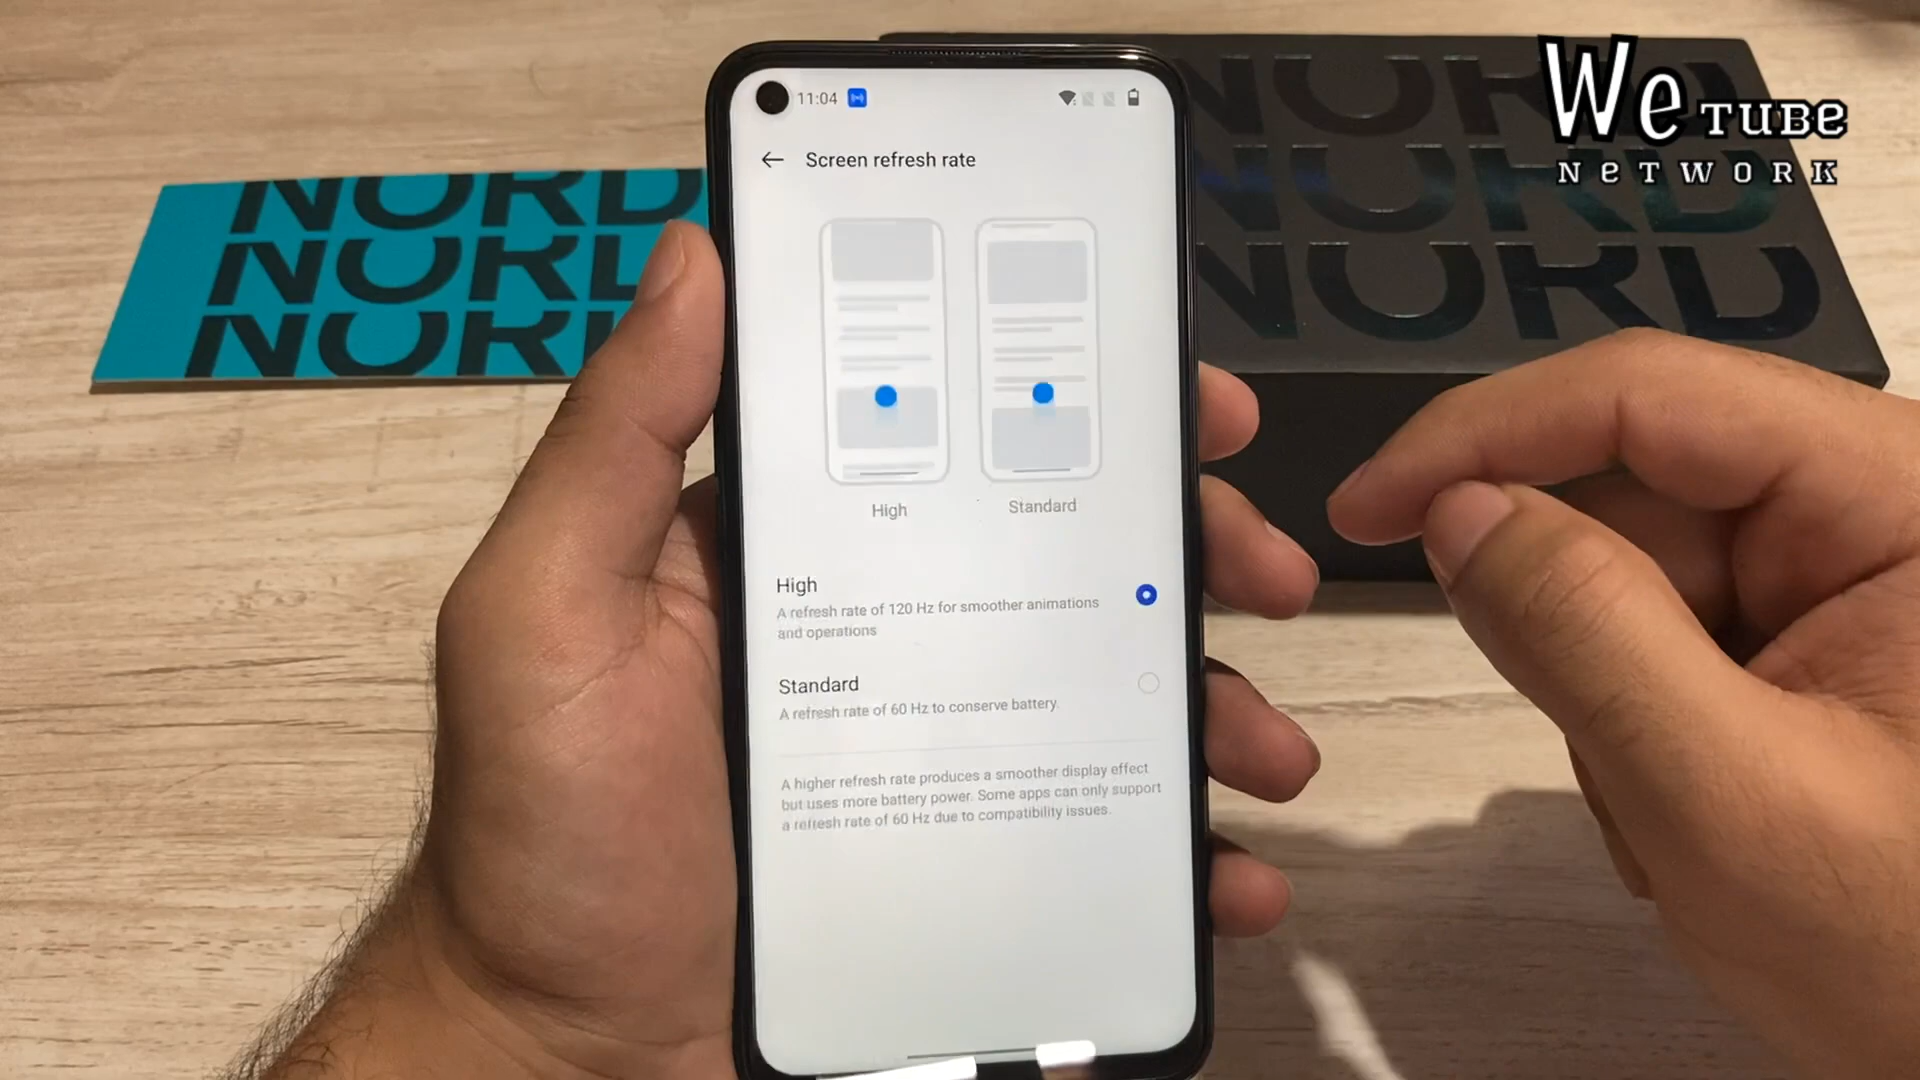 We TUBE
NETWORK
11:04
Screen refresh rate
High
Standard
High
A refresh rate of 120 Hz for smoother animations
and operations
Standard
A refresh rate of 60 Hz to conserve battery.
A higher refresh rate produces a smoother display effect
but uses more battery power. Some apps can only support
a refresh rate of 60 Hz due to compatibility issues.
NORD
NORD
NORD
NORD
NORD
NORD